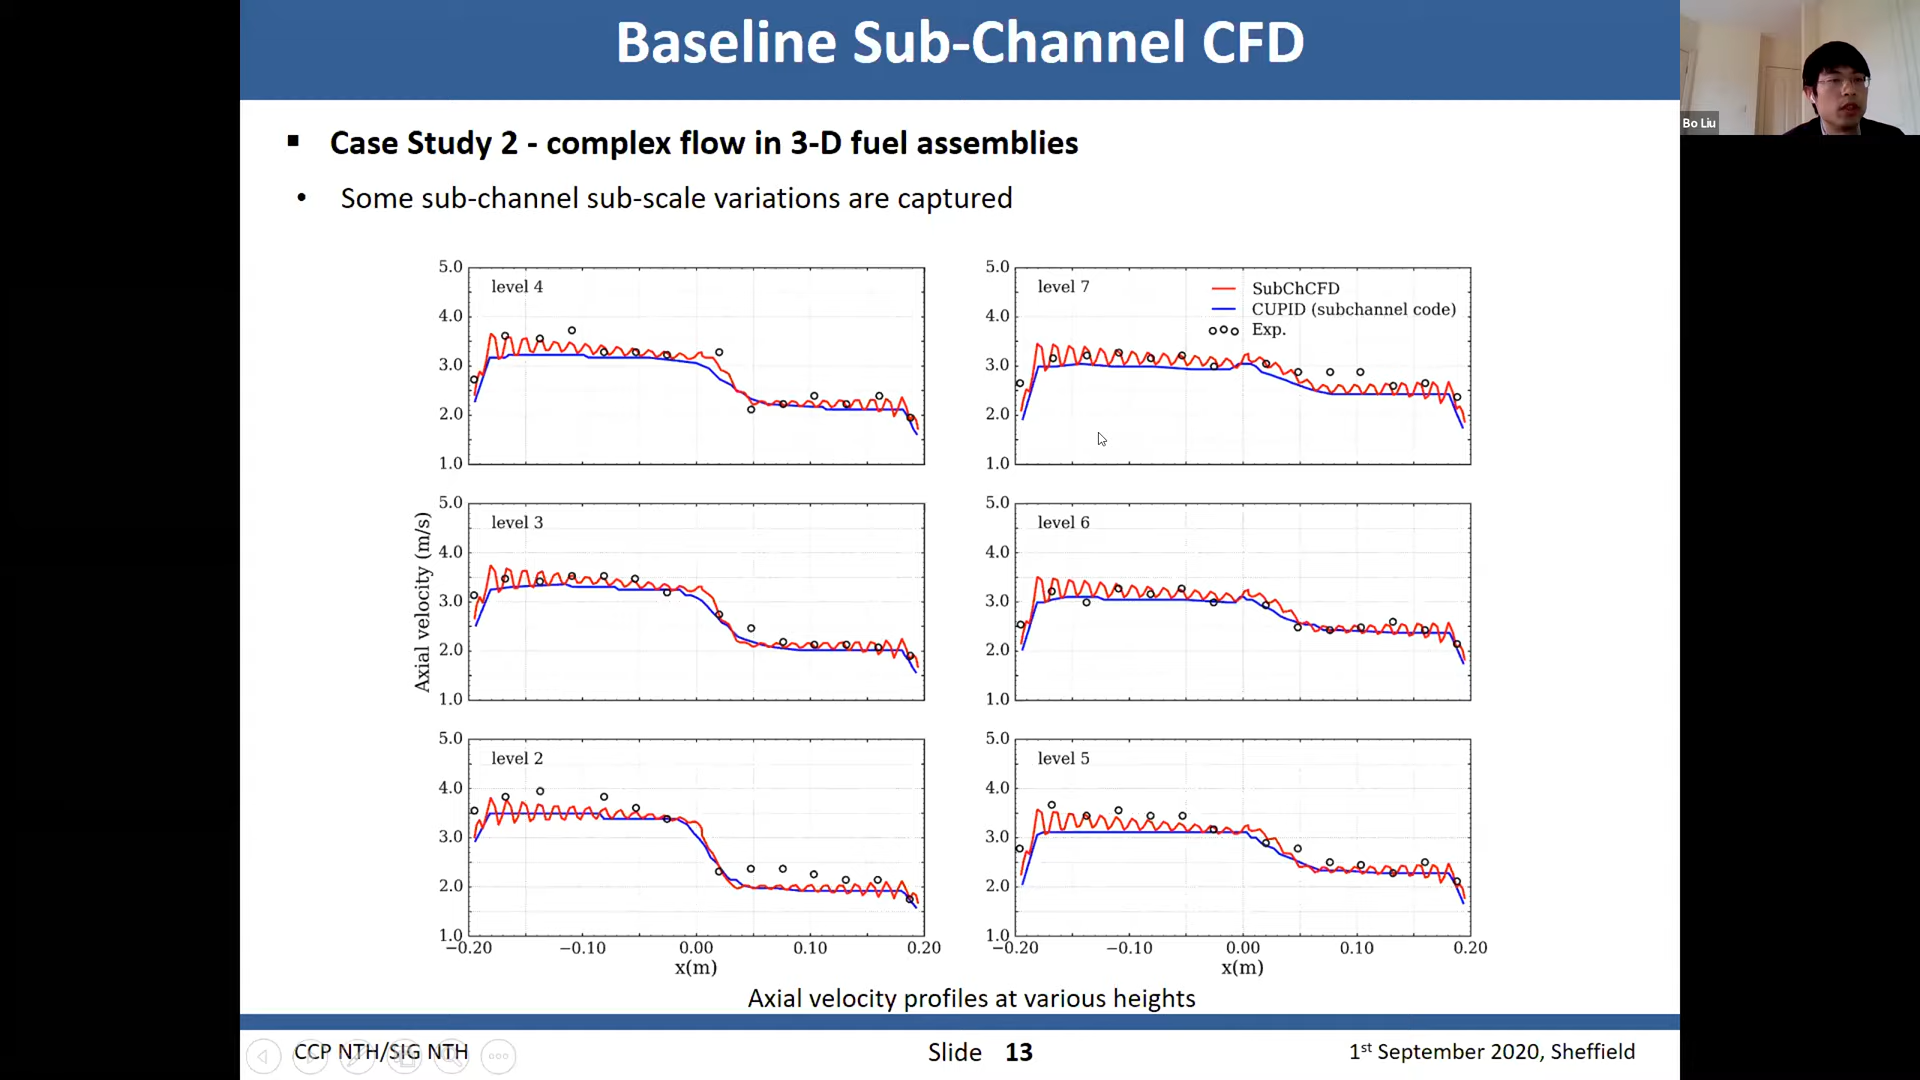 Baseline Sub-Channel CFD
Bo Liu
▪ Case Study 2 - complex flow in 3-D fuel assemblies
• Some sub-channel sub-scale variations are captured
5.0
4.0
3.0
2.0
1.0
level 4
5.0
4.0
3.0
2.0
1.0
level 7
SubChCFD
CUPID (subchannel code)
Exp.
Axial velocity (m/s)
5.0
4.0
3.0
2.0
1.0
level 3
5.0
4.0
3.0
2.0
1.0
level 6
5.0
4.0
3.0
2.0
1.0
level 2
−0.20 −0.10 0.00 0.10 0.20
x(m)
5.0
4.0
3.0
2.0
1.0
level 5
−0.20 −0.10 0.00 0.10 0.20
x(m)
Axial velocity profiles at various heights
CCP NTH/SIG NTH
Slide 13
1st September 2020, Sheffield